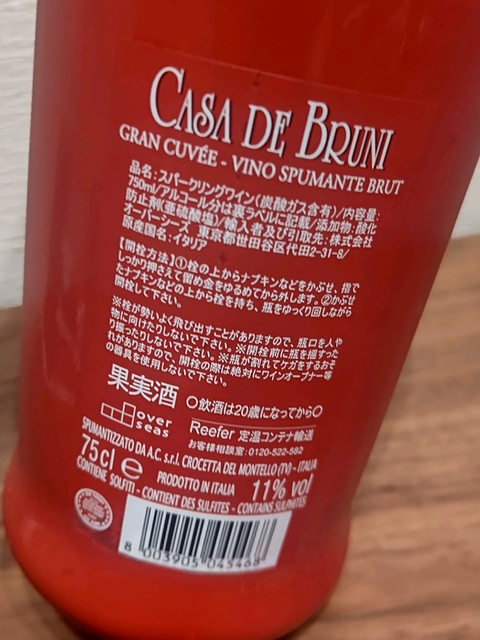 CASA DE BRUNI
GRAN CUVÉE - VINO SPUMANTE BRUT
品名:スパークリングワイン(炭酸ガス含有)/内容量:
750ml/アルコール分は裏ラベルに記載/添加物:酸化
防止剤(亜硫酸塩)/輸入者及び引取先:株式会社
オーバーシーズ 東京都世田谷区代田2-31-8/
原産国名:イタリア
【開栓方法】①栓の上からナプキンなどをかぶせ、指で
しっかり押さえて留め金をゆるめてから外します。②かぶせ
たナプキンなどの上から栓を持ち、瓶をゆっくり回しながら
開栓して下さい。
※栓が勢いよく飛び出すことがありますので、瓶口を人や
物に向けたりしないで下さい。※開栓前に瓶を揺すった
り振ったりしないで下さい。※瓶が割れてケガをするおそ
れがありますので、開栓の際は絶対にワインオープナー等
の器具を使用しないで下さい。
果実酒 〇飲酒は20歳になってから〇
over seas Reefer 定温コンテナ輸送
お客様相談室:0120-522-582
SPUMANTIZZATO DA A.C. s.r.l. CROCETTA DEL MONTELLO (TV) - ITALIA
75cl e PRODOTTO IN ITALIA 11% vol
CONTIENE SOLFITI - CONTIENT DES SULFITES - CONTAINS SULPHITES
8 003905 045468